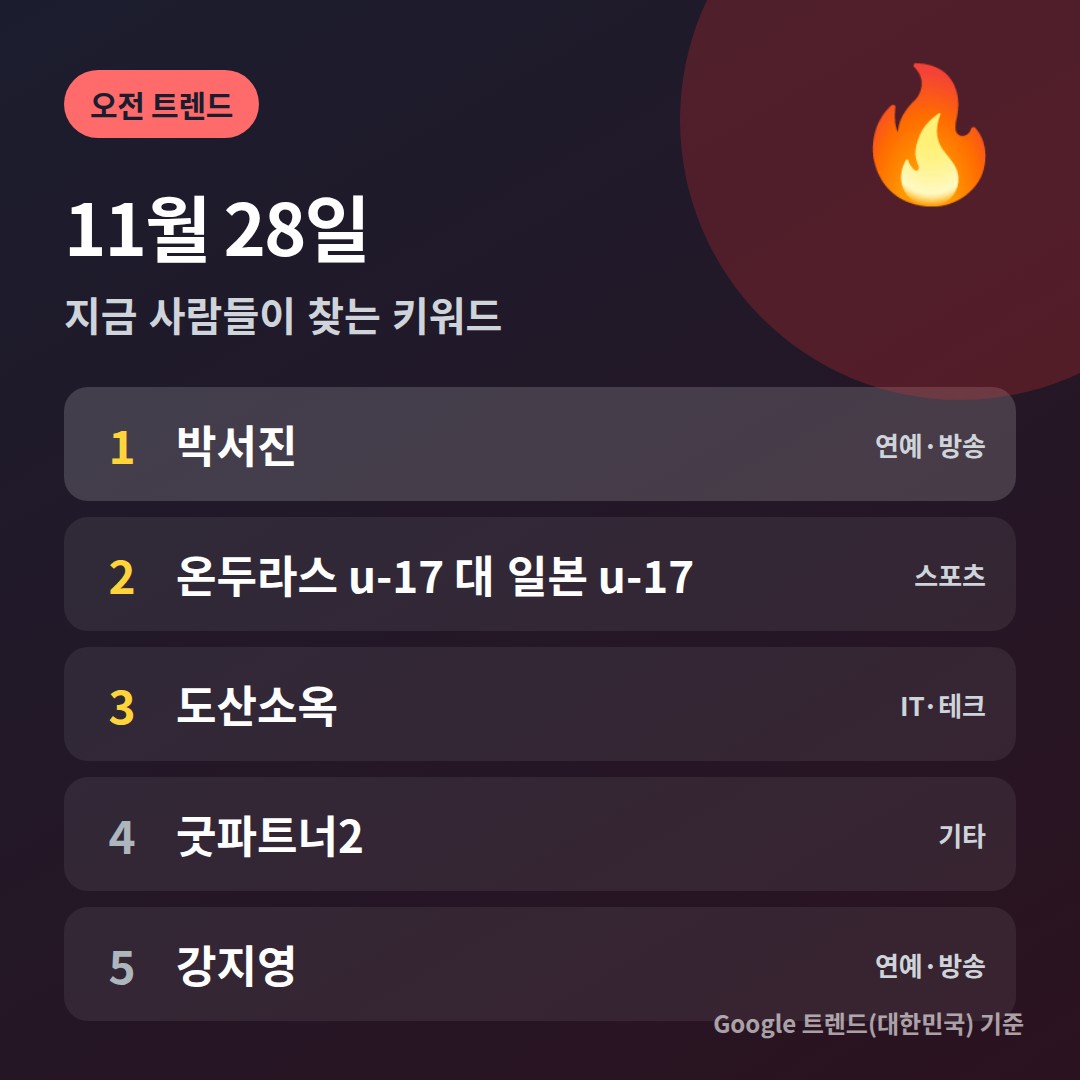 오전 트렌드
11월 28일
지금 사람들이 찾는 키워드
1 박서진 연예·방송
2 온두라스 u-17 대 일본 u-17 스포츠
3 도산소옥 IT·테크
4 굿파트너2 기타
5 강지영 연예·방송
Google 트렌드(대한민국) 기준